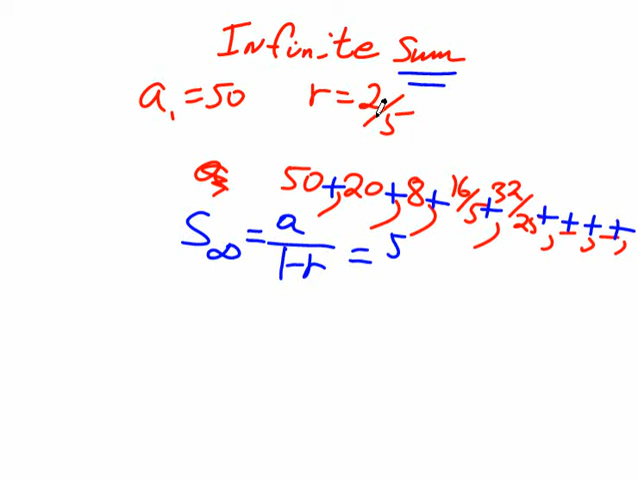 Infinite Sum
a₁ = 50 r = 2/5
50 + 20 + 8 + 16/5 + 32/25 + + + +
S∞ = a/(1-r) = 5